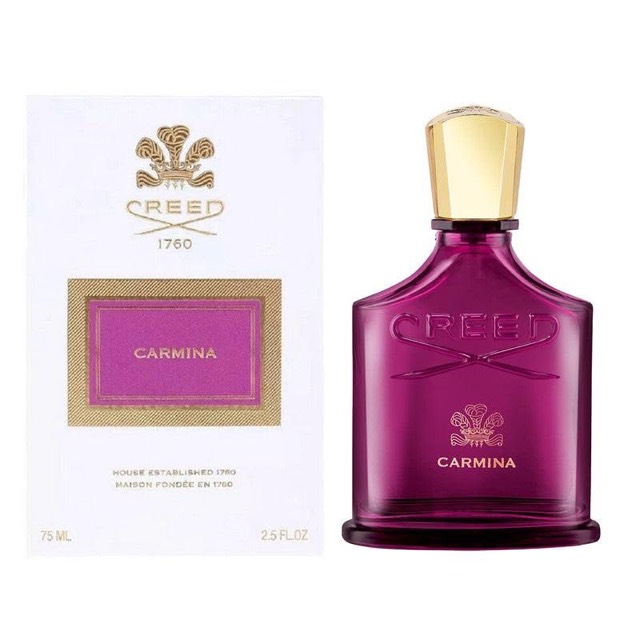 CREED
1760
CARMINA
HOUSE ESTABLISHED 1760
MAISON FONDÉE EN 1760
75 ML
2.5 FL.OZ
CREED
CARMINA